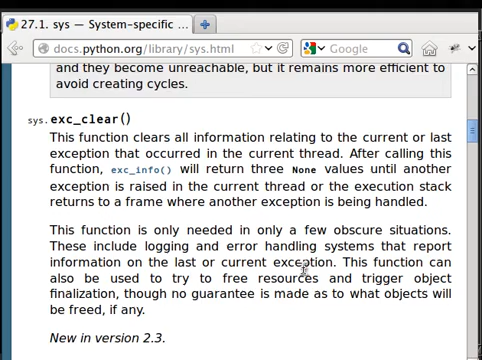 27.1. sys — System-specific ...
docs.python.org/library/sys.html
Google
and they become unreachable, but it remains more efficient to
avoid creating cycles.
sys.exc_clear()
This function clears all information relating to the current or last
exception that occurred in the current thread. After calling this
function, exc_info() will return three None values until another
exception is raised in the current thread or the execution stack
returns to a frame where another exception is being handled.
This function is only needed in only a few obscure situations.
These include logging and error handling systems that report
information on the last or current exception. This function can
also be used to try to free resources and trigger object
finalization, though no guarantee is made as to what objects will
be freed, if any.
New in version 2.3.